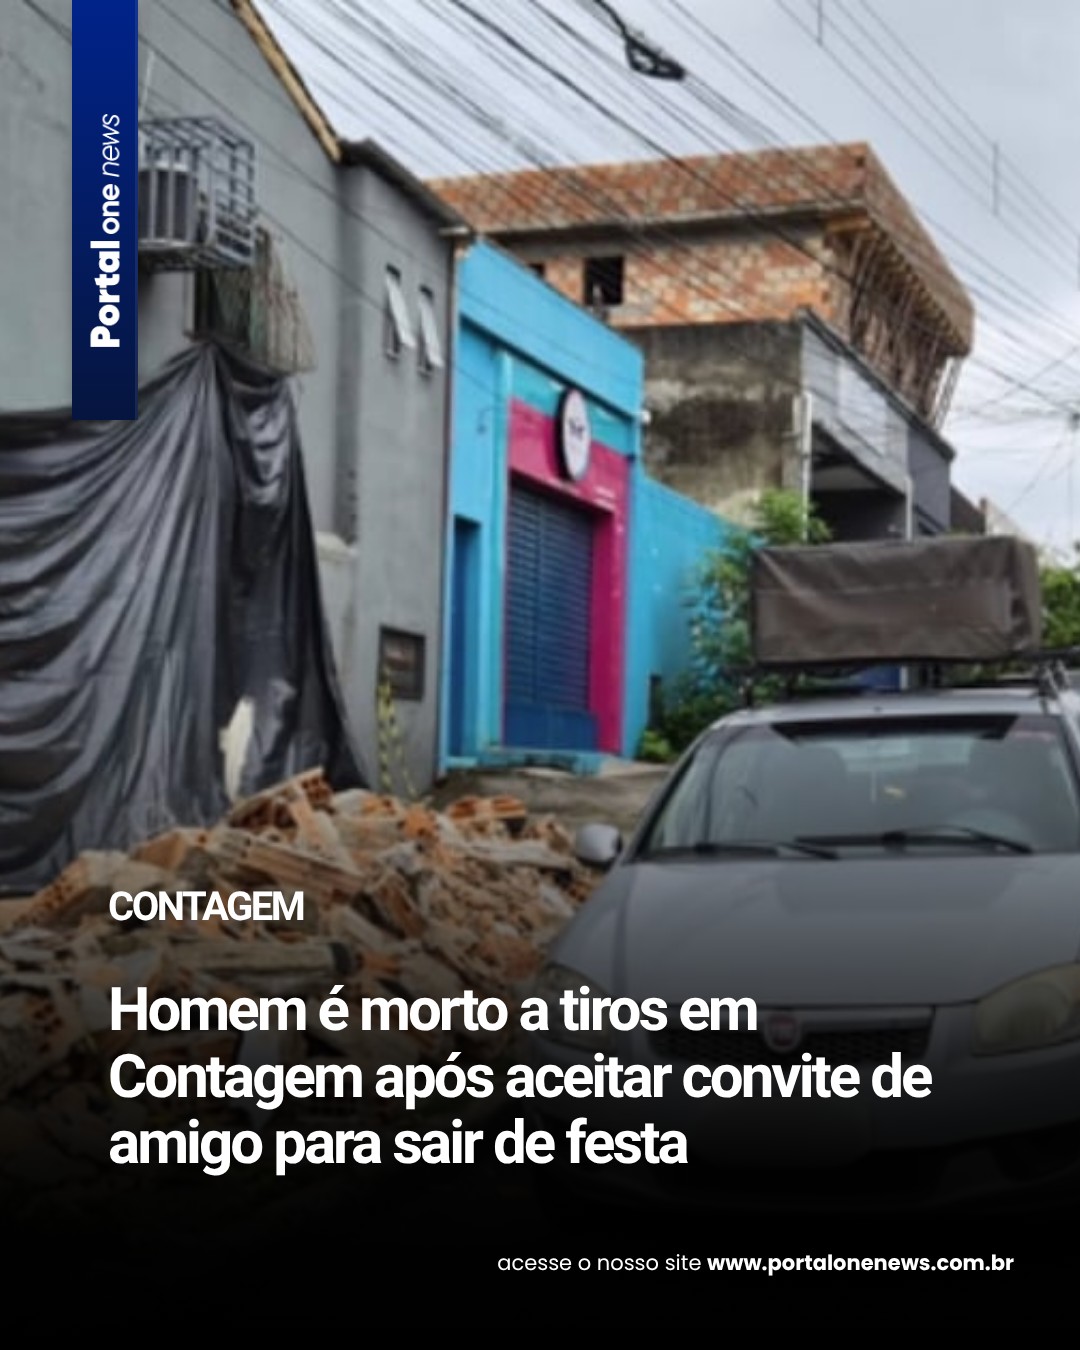 Portal one news
CONTAGEM
Homem é morto a tiros em
Contagem após aceitar convite de
amigo para sair de festa
acesse o nosso site www.portalonenews.com.br